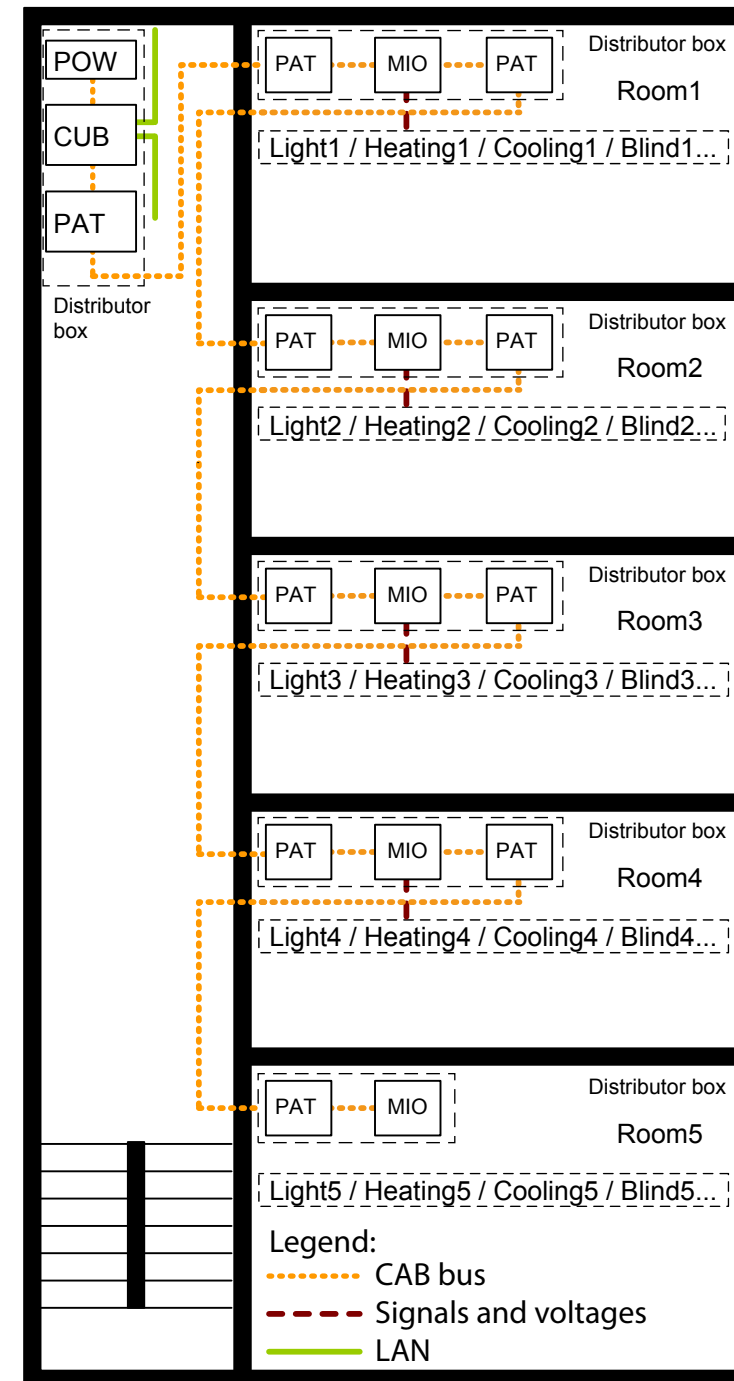 POW
CUB
PAT
Distributor
box
PAT MIO PAT
Distributor box
Room1
Light1 / Heating1 / Cooling1 / Blind1...
PAT MIO PAT
Distributor box
Room2
Light2 / Heating2 / Cooling2 / Blind2...
PAT MIO PAT
Distributor box
Room3
Light3 / Heating3 / Cooling3 / Blind3...
PAT MIO PAT
Distributor box
Room4
Light4 / Heating4 / Cooling4 / Blind4...
PAT MIO
Distributor box
Room5
Light5 / Heating5 / Cooling5 / Blind5...
Legend:
CAB bus
Signals and voltages
LAN